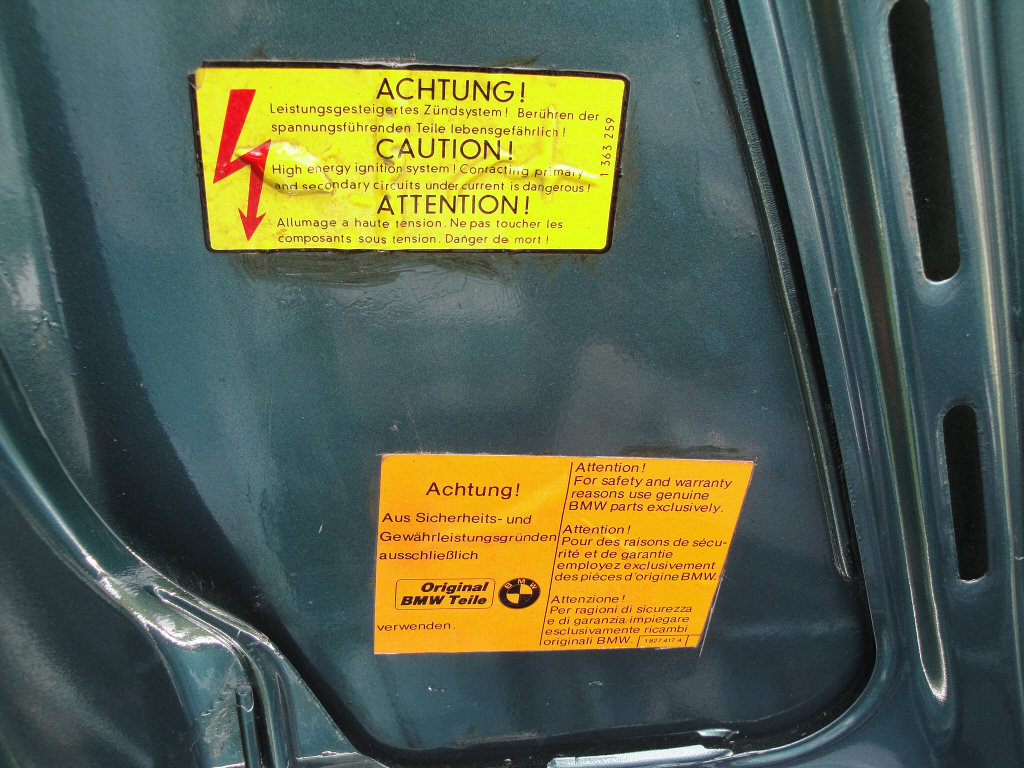 ACHTUNG!
Leistungsgesteigertes Zündsystem! Berühren der
spannungsführenden Teile lebensgefährlich!
CAUTION!
High energy ignition system! Contacting primary
and secondary circuits under current is dangerous!
ATTENTION!
Allumage a haute tension. Ne pas toucher les
composants sous tension. Danger de mort!
1 363 259
Achtung!
Aus Sicherheits- und
Gewährleistungsgründen
ausschließlich
Original
BMW Teile
BMW
verwenden.
Attention!
For safety and warranty
reasons use genuine
BMW parts exclusively.
Attention!
Pour des raisons de sécu-
rité et de garantie
employez exclusivement
des pièces d'origine BMW.
Attenzione!
Per ragioni di sicurezza
e di garanzia impiegare
esclusivamente ricambi
originali BMW.
1 827 417.4